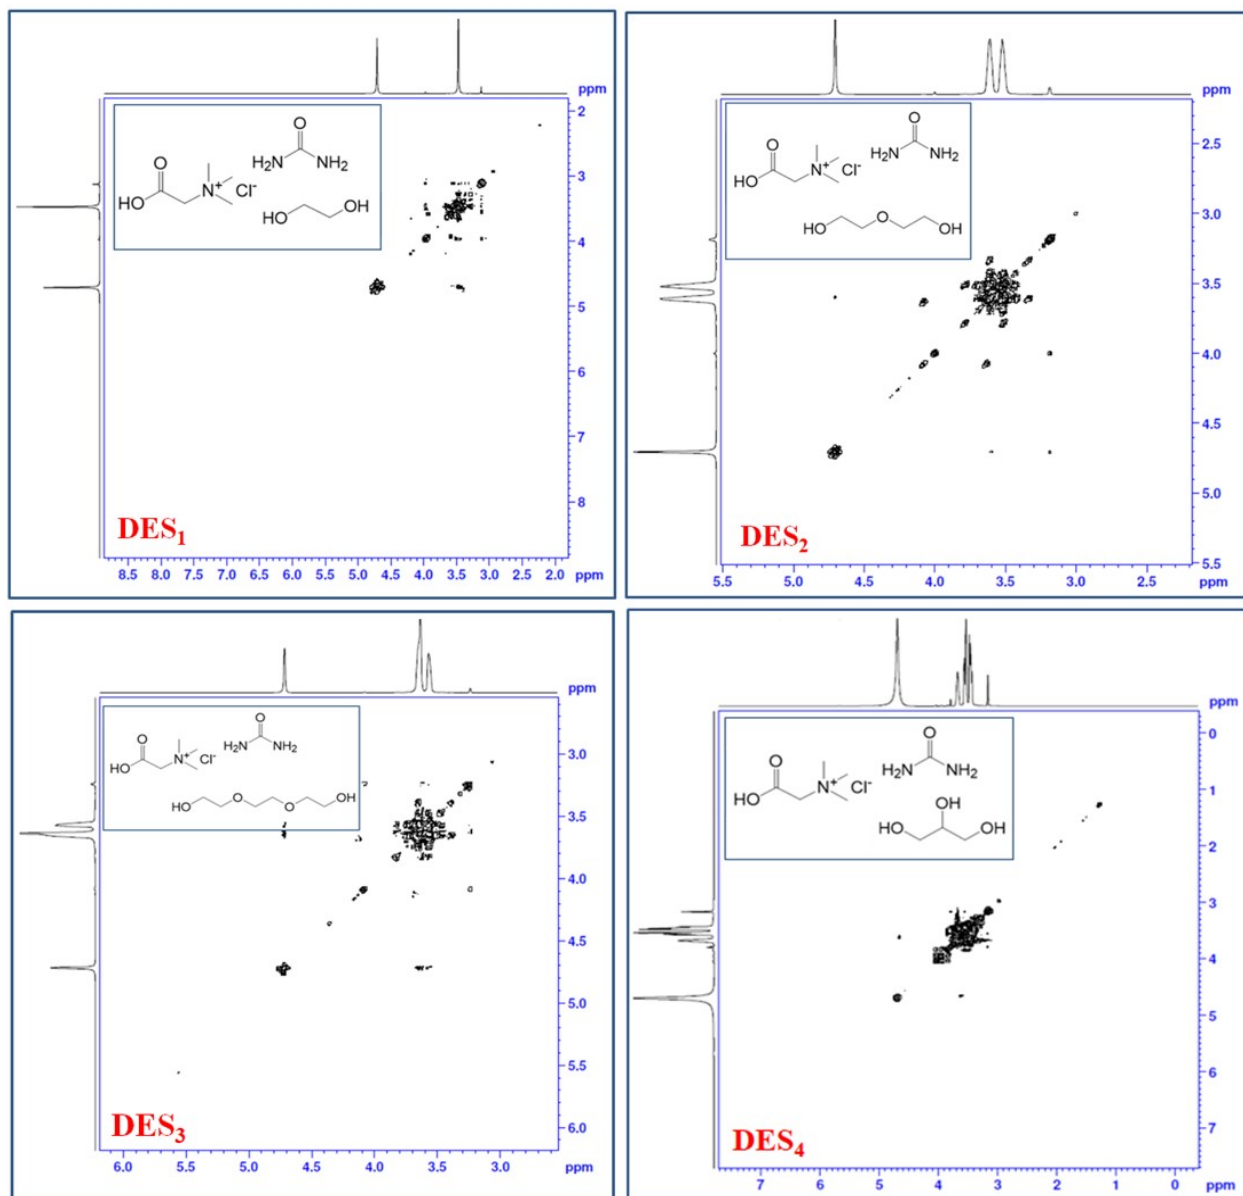 ppm
2
3
4
5
6
7
8
O
HO
N+
Cl-
O
H2N
NH2
HO
OH
DES1
8.5 8.0 7.5 7.0 6.5 6.0 5.5 5.0 4.5 4.0 3.5 3.0 2.5 2.0 ppm
ppm
2.5
3.0
3.5
4.0
4.5
5.0
5.5
O
HO
N+
Cl-
O
H2N
NH2
HO
O
OH
DES2
5.5 5.0 4.5 4.0 3.5 3.0 2.5 ppm
ppm
3.0
3.5
4.0
4.5
5.0
5.5
6.0
O
HO
N+
Cl-
O
H2N
NH2
HO
O
O
OH
DES3
6.0 5.5 5.0 4.5 4.0 3.5 3.0 ppm
ppm
0
1
2
3
4
5
6
7
O
HO
N+
Cl-
O
H2N
NH2
OH
HO
OH
DES4
7 6 5 4 3 2 1 0 ppm